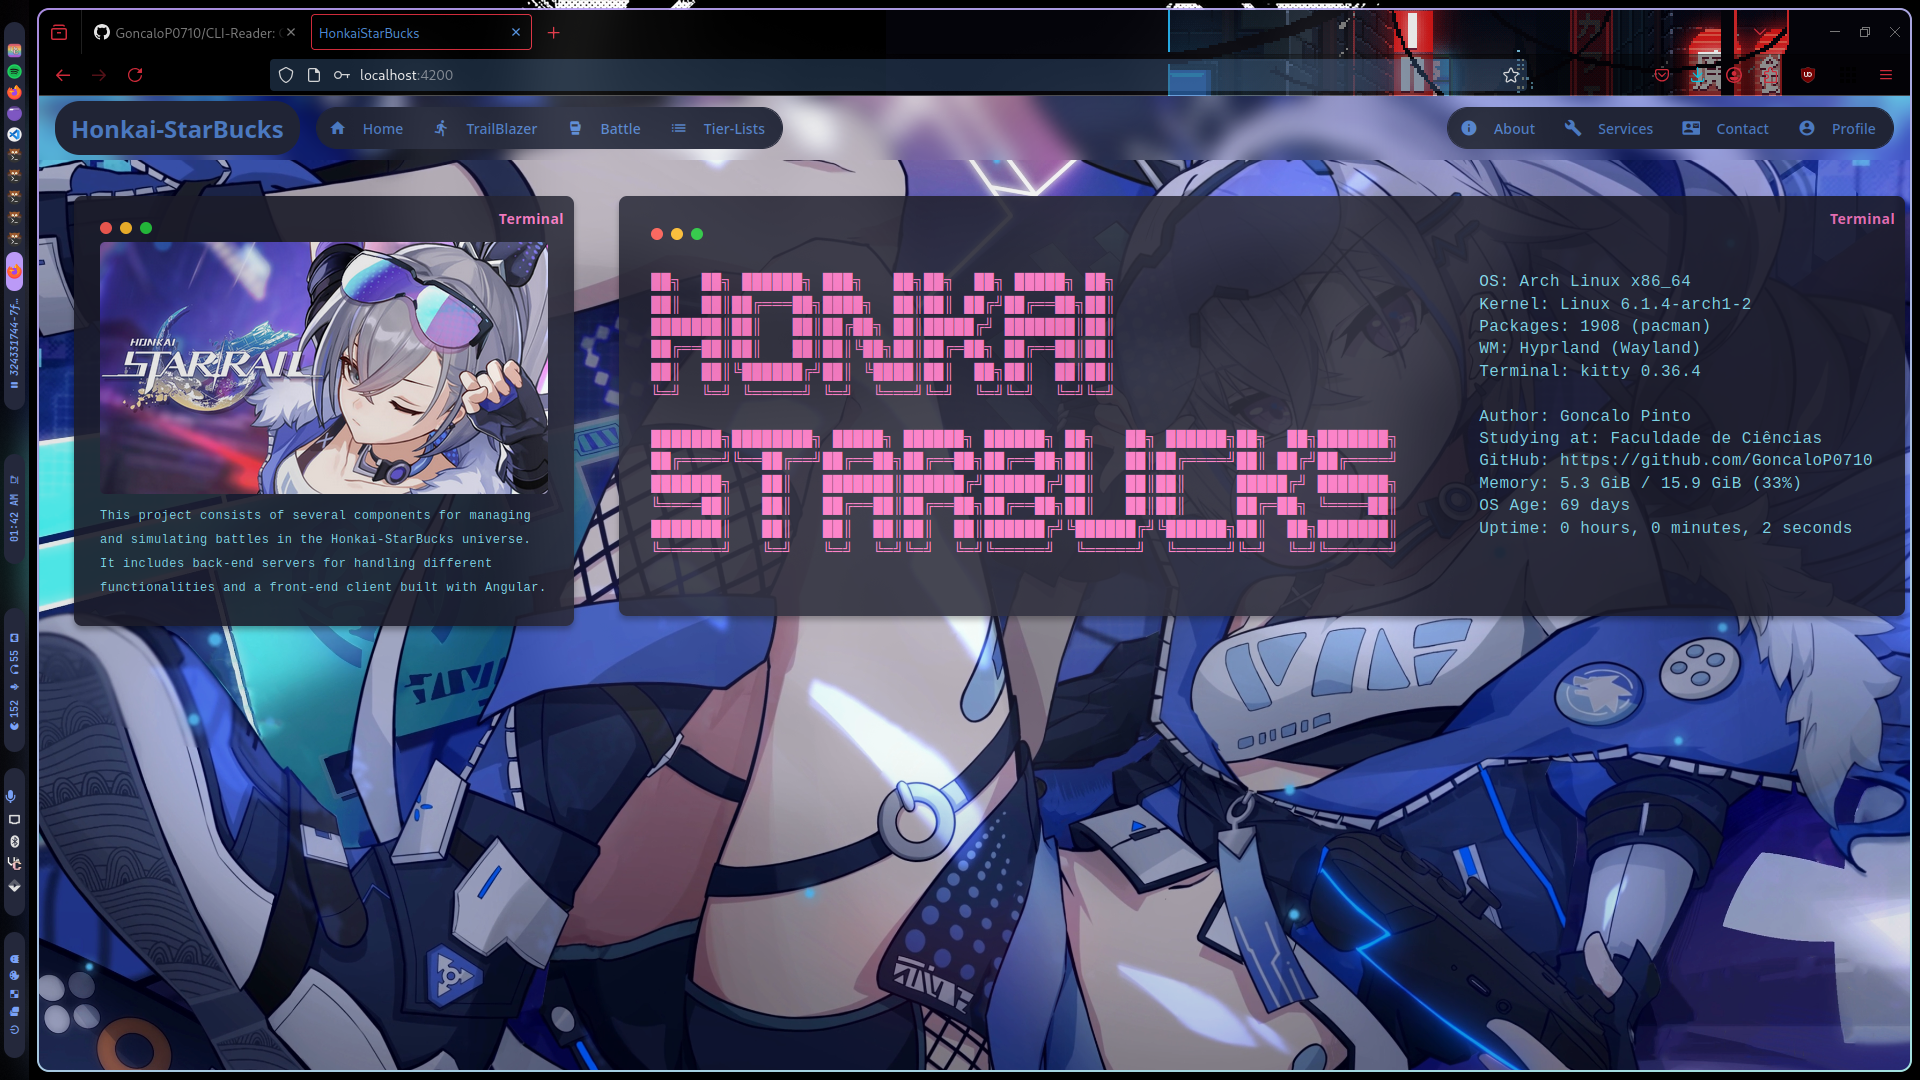 GoncaloP0710/CLI-Reader:
HonkaiStarBucks
localhost:4200
Honkai-StarBucks
Home
TrailBlazer
Battle
Tier-Lists
About
Services
Contact
Profile
Terminal
HONKAI
STAR RAIL
This project consists of several components for managing
and simulating battles in the Honkai-StarBucks universe.
It includes back-end servers for handling different
functionalities and a front-end client built with Angular.
Terminal
HONKAI
STARBUCKS
OS: Arch Linux x86_64
Kernel: Linux 6.1.4-arch1-2
Packages: 1908 (pacman)
WM: Hyprland (Wayland)
Terminal: kitty 0.36.4
Author: Goncalo Pinto
Studying at: Faculdade de Ciências
GitHub: https://github.com/GoncaloP0710
Memory: 5.3 GiB / 15.9 GiB (33%)
OS Age: 69 days
Uptime: 0 hours, 0 minutes, 2 seconds
324331744-7f…
01:42 AM
55
152